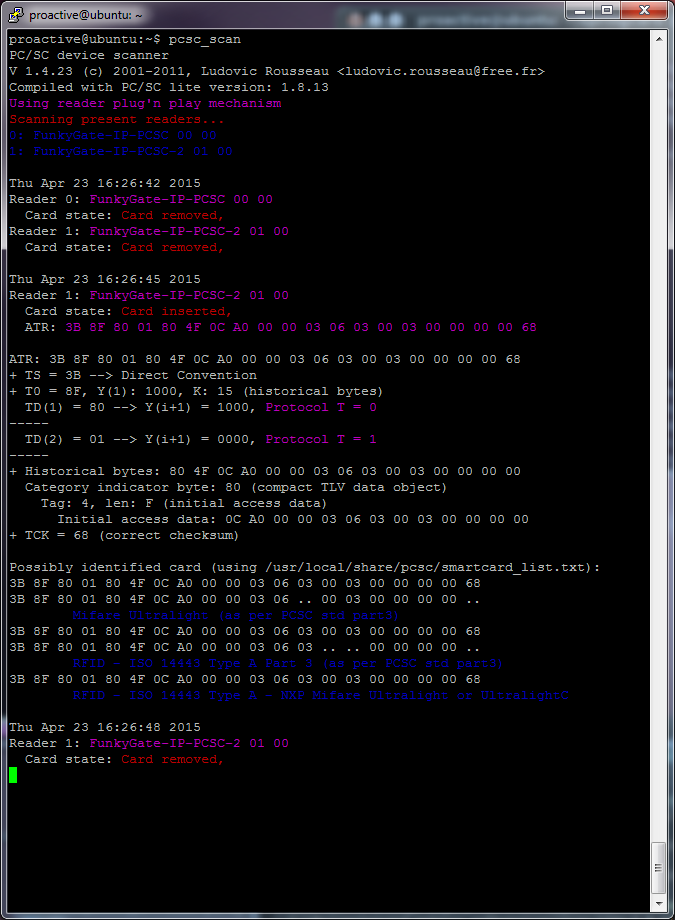 proactive@ubuntu: ~
proactive@ubuntu:~$ pcsc_scan
PC/SC device scanner
V 1.4.23 (c) 2001-2011, Ludovic Rousseau <ludovic.rousseau@free.fr>
Compiled with PC/SC lite version: 1.8.13
Using reader plug'n play mechanism
Scanning present readers...
0: FunkyGate-IP-PCSC 00 00
1: FunkyGate-IP-PCSC-2 01 00
Thu Apr 23 16:26:42 2015
Reader 0: FunkyGate-IP-PCSC 00 00
Card state: Card removed,
Reader 1: FunkyGate-IP-PCSC-2 01 00
Card state: Card removed,
Thu Apr 23 16:26:45 2015
Reader 1: FunkyGate-IP-PCSC-2 01 00
Card state: Card inserted,
ATR: 3B 8F 80 01 80 4F 0C A0 00 00 03 06 03 00 03 00 00 00 00 68
ATR: 3B 8F 80 01 80 4F 0C A0 00 00 03 06 03 00 03 00 00 00 00 68
+ TS = 3B --> Direct Convention
+ T0 = 8F, Y(1): 1000, K: 15 (historical bytes)
TD(1) = 80 --> Y(i+1) = 1000, Protocol T = 0
-----
TD(2) = 01 --> Y(i+1) = 0000, Protocol T = 1
-----
+ Historical bytes: 80 4F 0C A0 00 00 03 06 03 00 03 00 00 00 00
Category indicator byte: 80 (compact TLV data object)
Tag: 4, len: F (initial access data)
Initial access data: 0C A0 00 00 03 06 03 00 03 00 00 00 00
+ TCK = 68 (correct checksum)
Possibly identified card (using /usr/local/share/pcsc/smartcard_list.txt):
3B 8F 80 01 80 4F 0C A0 00 00 03 06 03 00 03 00 00 00 00 68
3B 8F 80 01 80 4F 0C A0 00 00 03 06 .. 00 03 00 00 00 00 ..
Mifare Ultralight (as per PCSC std part3)
3B 8F 80 01 80 4F 0C A0 00 00 03 06 03 00 03 00 00 00 00 68
3B 8F 80 01 80 4F 0C A0 00 00 03 06 03 .. .. 00 00 00 00 ..
RFID - ISO 14443 Type A Part 3 (as per PCSC std part3)
3B 8F 80 01 80 4F 0C A0 00 00 03 06 03 00 03 00 00 00 00 68
RFID - ISO 14443 Type A - NXP Mifare Ultralight or UltralightC
Thu Apr 23 16:26:48 2015
Reader 1: FunkyGate-IP-PCSC-2 01 00
Card state: Card removed,